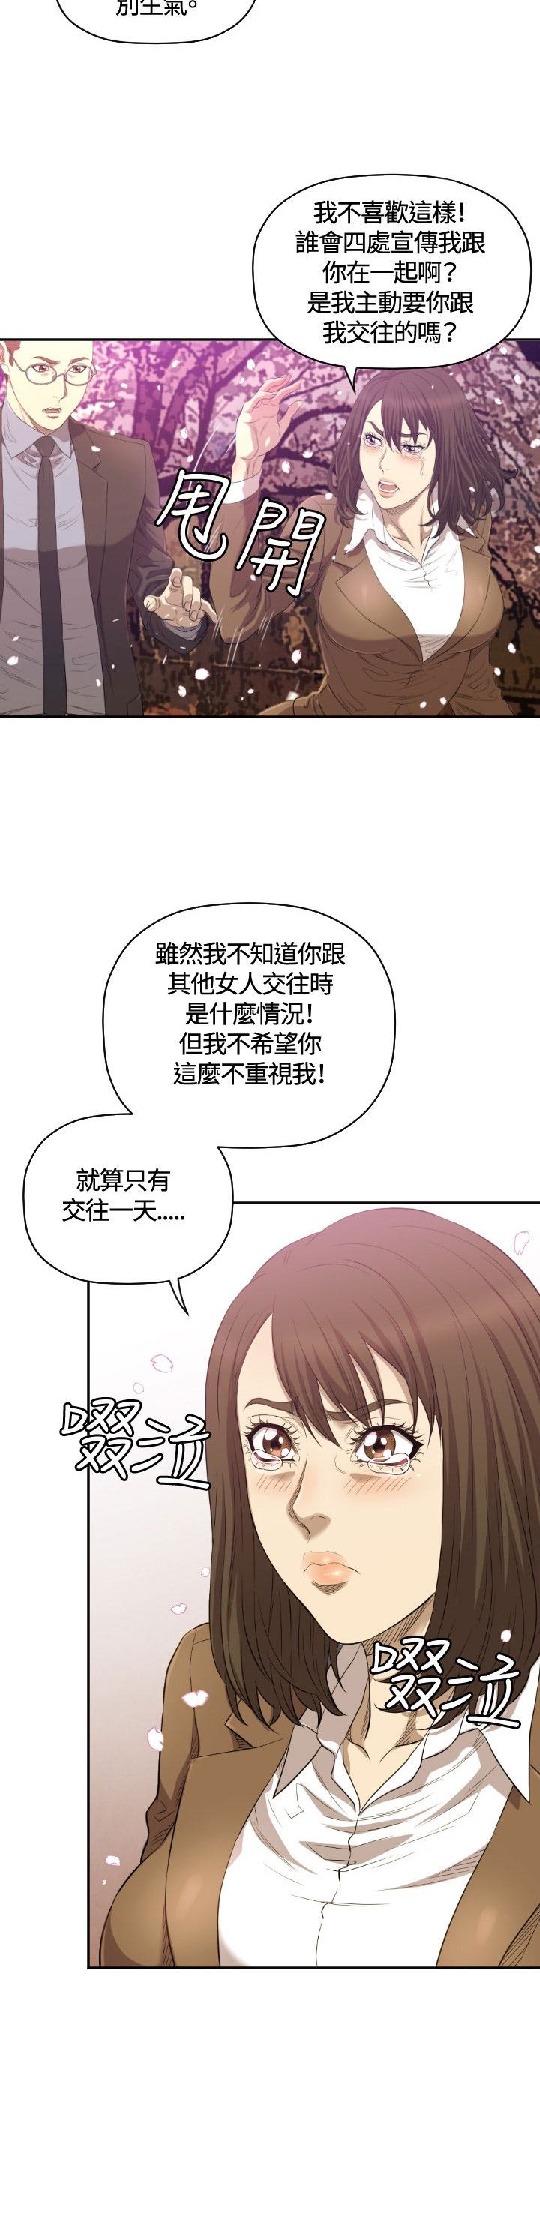 別生氣。
我不喜歡這樣!
誰會四處宣傳我跟
你在一起啊?
是我主動要你跟
我交往的嗎?
甩開
雖然我不知道你跟
其他女人交往時
是什麼情況!
但我不希望你
這麼不重視我!
就算只有
交往一天.....
啜泣
啜泣